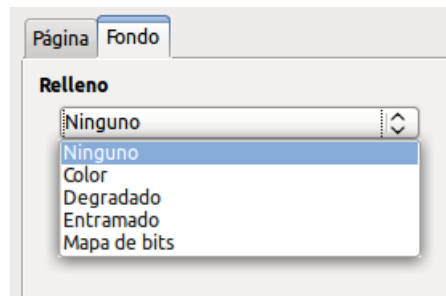 Página Fondo
Relleno
Ninguno
Ninguno
Color
Degradado
Entramado
Mapa de bits